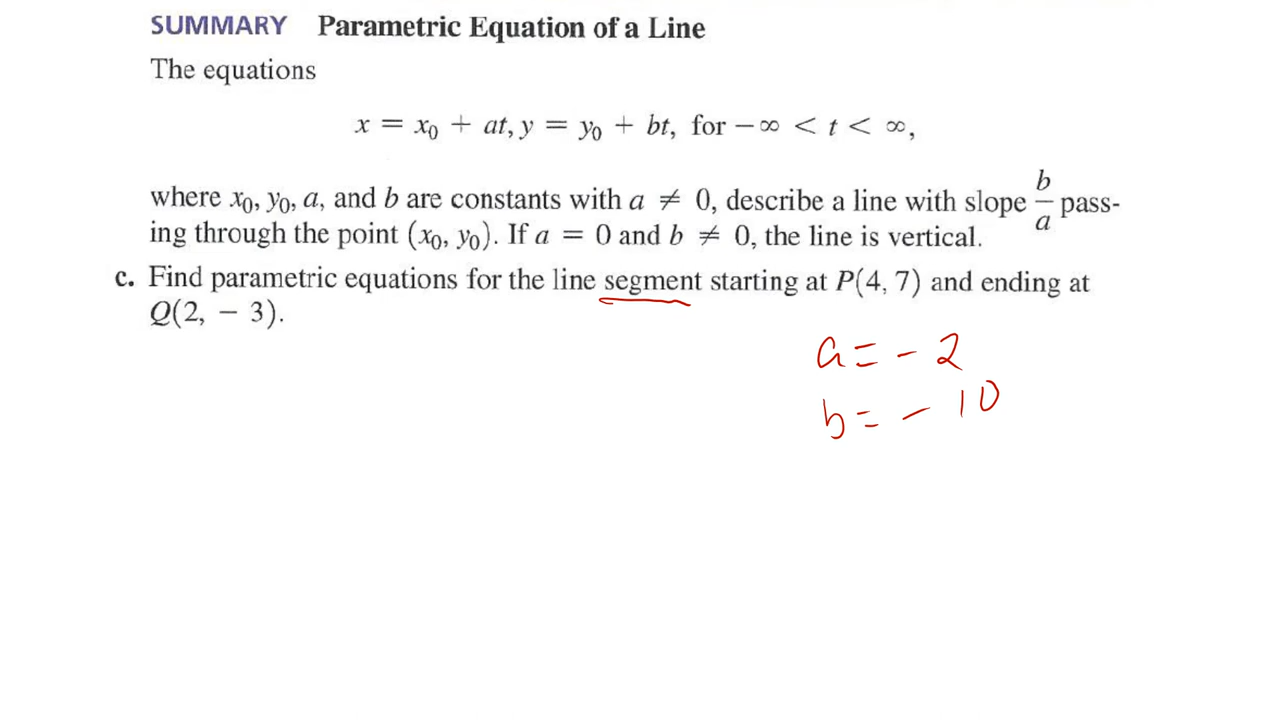 SUMMARY Parametric Equation of a Line
The equations
x = x₀ + at, y = y₀ + bt, for −∞ < t < ∞,
where x₀, y₀, a, and b are constants with a ≠ 0, describe a line with slope b/a pass-
ing through the point (x₀, y₀). If a = 0 and b ≠ 0, the line is vertical.
c. Find parametric equations for the line segment starting at P(4, 7) and ending at
Q(2, − 3).
a = - 2
b = - 10